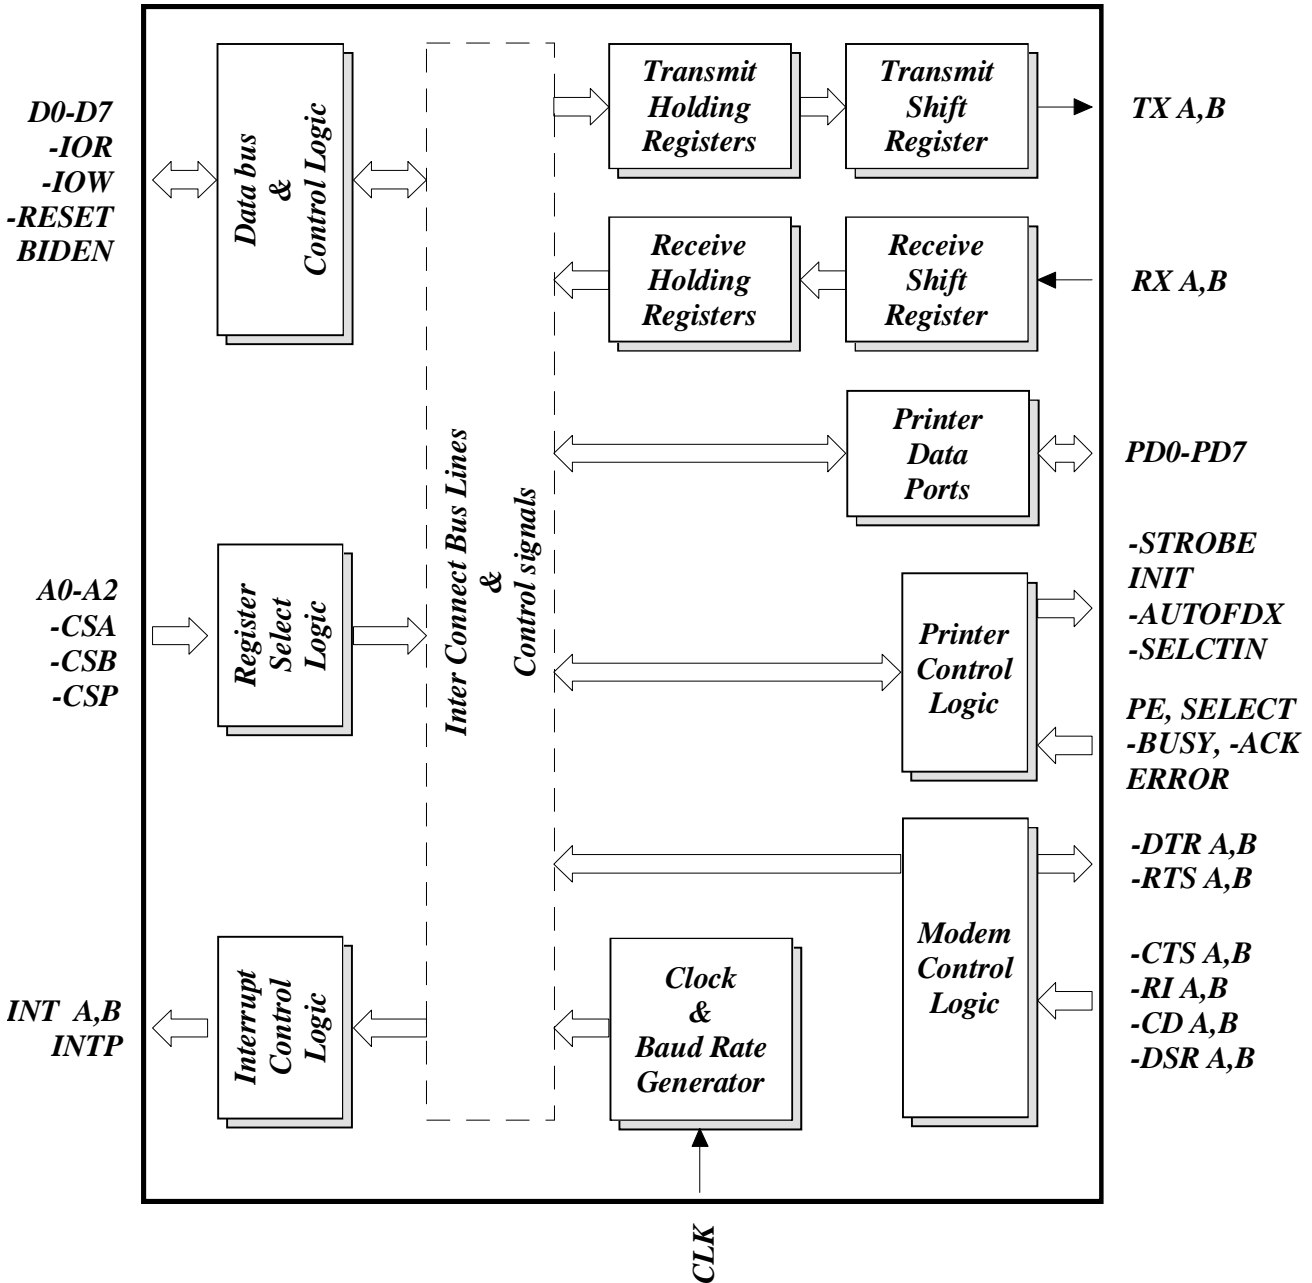 D0-D7
-IOR
-IOW
-RESET
BIDEN
Data bus
&
Control Logic
A0-A2
-CSA
-CSB
-CSP
Register
Select
Logic
INT A,B
INTP
Interrupt
Control
Logic
Inter Connect Bus Lines
&
Control signals
Transmit
Holding
Registers
Transmit
Shift
Register
TX A,B
Receive
Holding
Registers
Receive
Shift
Register
RX A,B
Printer
Data
Ports
PD0-PD7
Printer
Control
Logic
-STROBE
INIT
-AUTOFDX
-SELCTIN
PE, SELECT
-BUSY, -ACK
ERROR
Modem
Control
Logic
-DTR A,B
-RTS A,B
-CTS A,B
-RI A,B
-CD A,B
-DSR A,B
Clock
&
Baud Rate
Generator
CLK